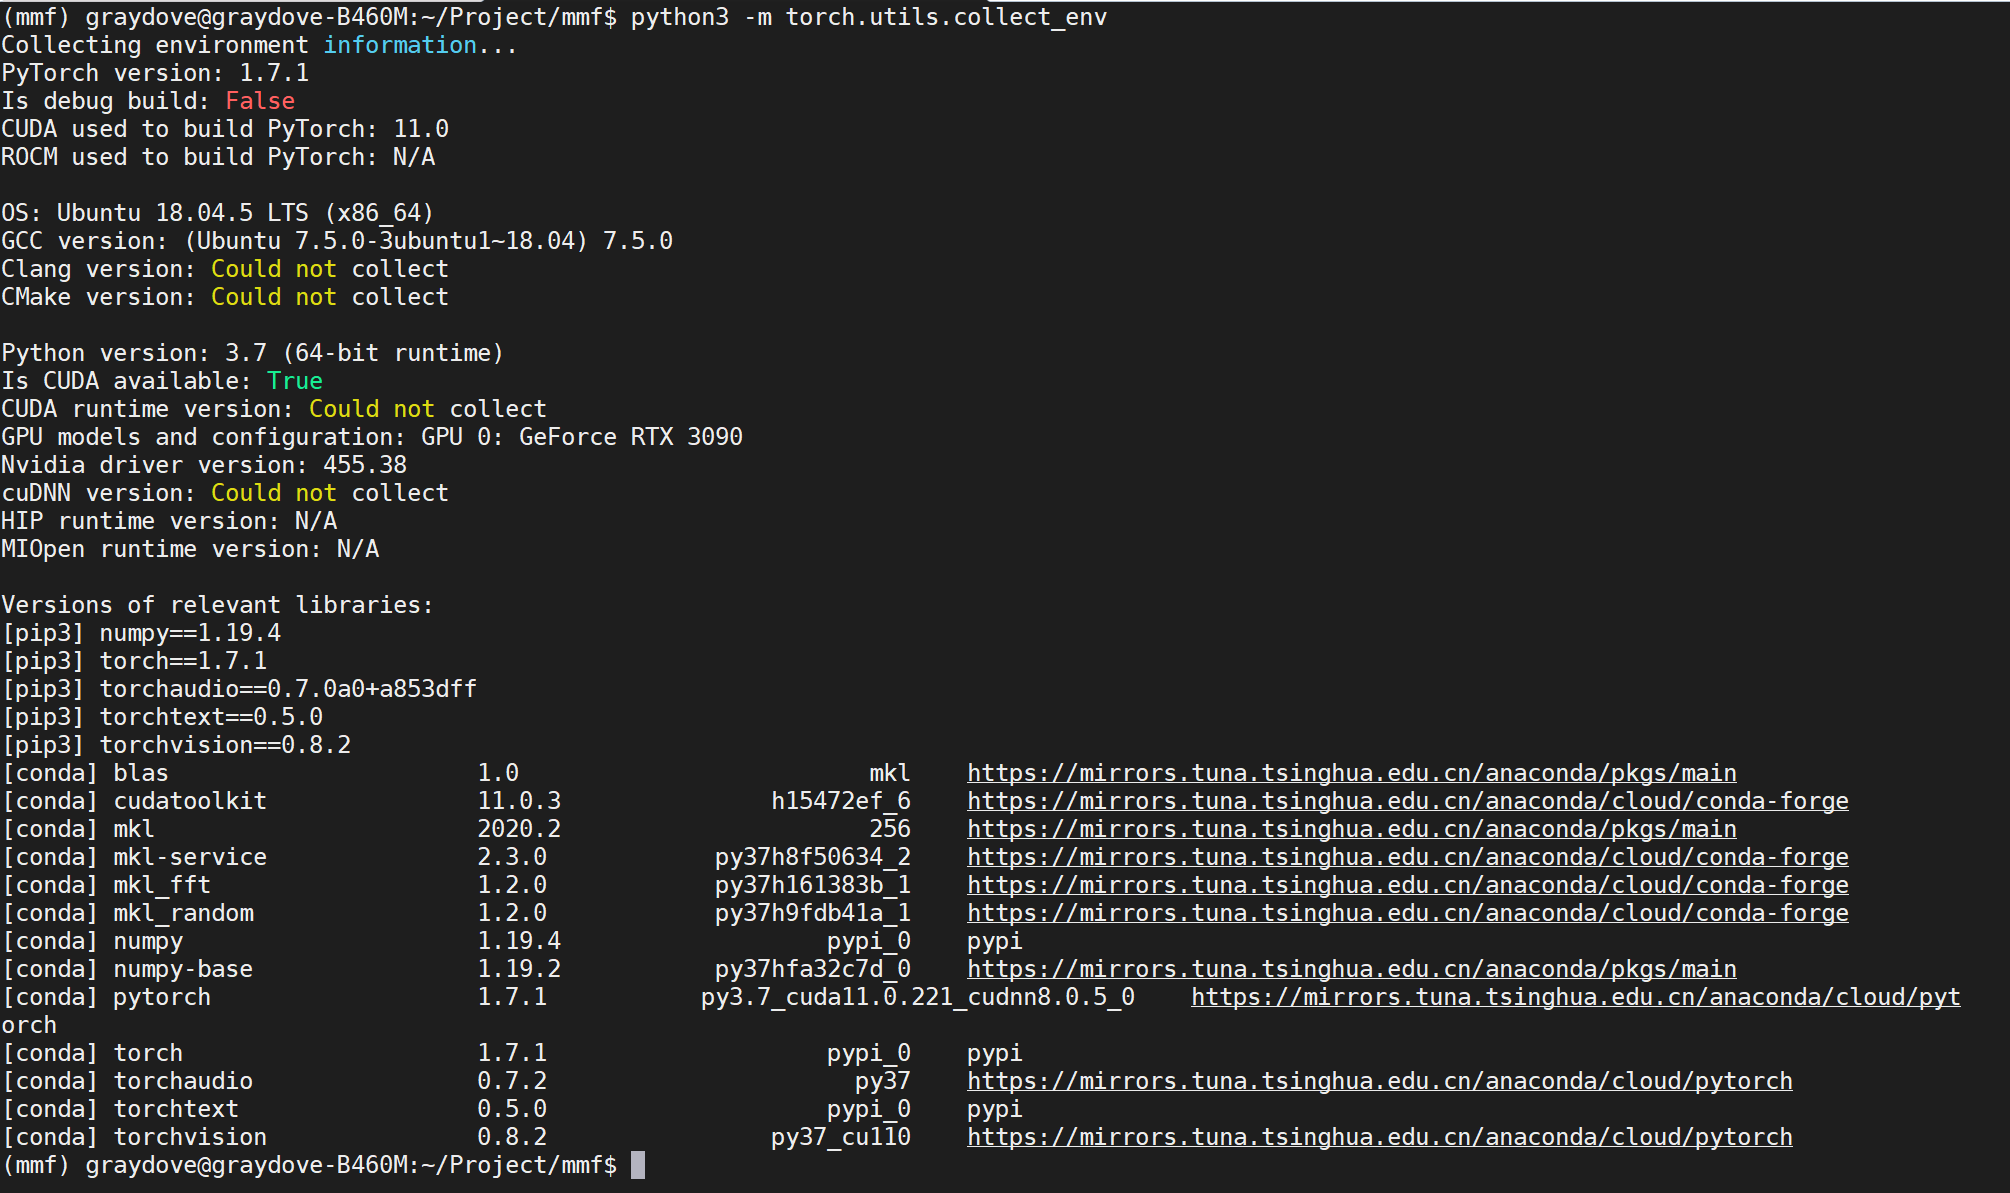 (mmf) graydove@graydove-B460M:~/Project/mmf$ python3 -m torch.utils.collect_env
Collecting environment information...
PyTorch version: 1.7.1
Is debug build: False
CUDA used to build PyTorch: 11.0
ROCM used to build PyTorch: N/A
OS: Ubuntu 18.04.5 LTS (x86_64)
GCC version: (Ubuntu 7.5.0-3ubuntu1~18.04) 7.5.0
Clang version: Could not collect
CMake version: Could not collect
Python version: 3.7 (64-bit runtime)
Is CUDA available: True
CUDA runtime version: Could not collect
GPU models and configuration: GPU 0: GeForce RTX 3090
Nvidia driver version: 455.38
cuDNN version: Could not collect
HIP runtime version: N/A
MIOpen runtime version: N/A
Versions of relevant libraries:
[pip3] numpy==1.19.4
[pip3] torch==1.7.1
[pip3] torchaudio==0.7.0a0+a853dff
[pip3] torchtext==0.5.0
[pip3] torchvision==0.8.2
[conda] blas 1.0 mkl https://mirrors.tuna.tsinghua.edu.cn/anaconda/pkgs/main
[conda] cudatoolkit 11.0.3 h15472ef_6 https://mirrors.tuna.tsinghua.edu.cn/anaconda/cloud/conda-forge
[conda] mkl 2020.2 256 https://mirrors.tuna.tsinghua.edu.cn/anaconda/pkgs/main
[conda] mkl-service 2.3.0 py37h8f50634_2 https://mirrors.tuna.tsinghua.edu.cn/anaconda/cloud/conda-forge
[conda] mkl_fft 1.2.0 py37h161383b_1 https://mirrors.tuna.tsinghua.edu.cn/anaconda/cloud/conda-forge
[conda] mkl_random 1.2.0 py37h9fdb41a_1 https://mirrors.tuna.tsinghua.edu.cn/anaconda/cloud/conda-forge
[conda] numpy 1.19.4 pypi_0 pypi
[conda] numpy-base 1.19.2 py37hfa32c7d_0 https://mirrors.tuna.tsinghua.edu.cn/anaconda/pkgs/main
[conda] pytorch 1.7.1 py3.7_cuda11.0.221_cudnn8.0.5_0 https://mirrors.tuna.tsinghua.edu.cn/anaconda/cloud/pyt
orch
[conda] torch 1.7.1 pypi_0 pypi
[conda] torchaudio 0.7.2 py37 https://mirrors.tuna.tsinghua.edu.cn/anaconda/cloud/pytorch
[conda] torchtext 0.5.0 pypi_0 pypi
[conda] torchvision 0.8.2 py37_cu110 https://mirrors.tuna.tsinghua.edu.cn/anaconda/cloud/pytorch
(mmf) graydove@graydove-B460M:~/Project/mmf$